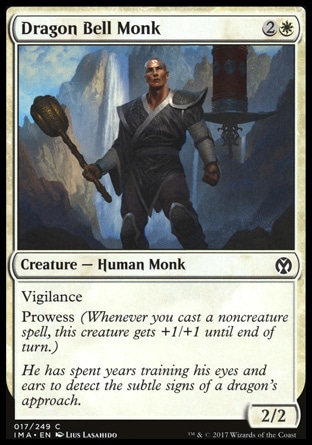 Dragon Bell Monk 2
Creature — Human Monk
Vigilance
Prowess (Whenever you cast a noncreature
spell, this creature gets +1/+1 until end
of turn.)
He has spent years training his eyes and
ears to detect the subtle signs of a dragon's
approach.
2/2
017/249 C
IMA • EN Lius Lasahido
™ & © 2017 Wizards of the Coast